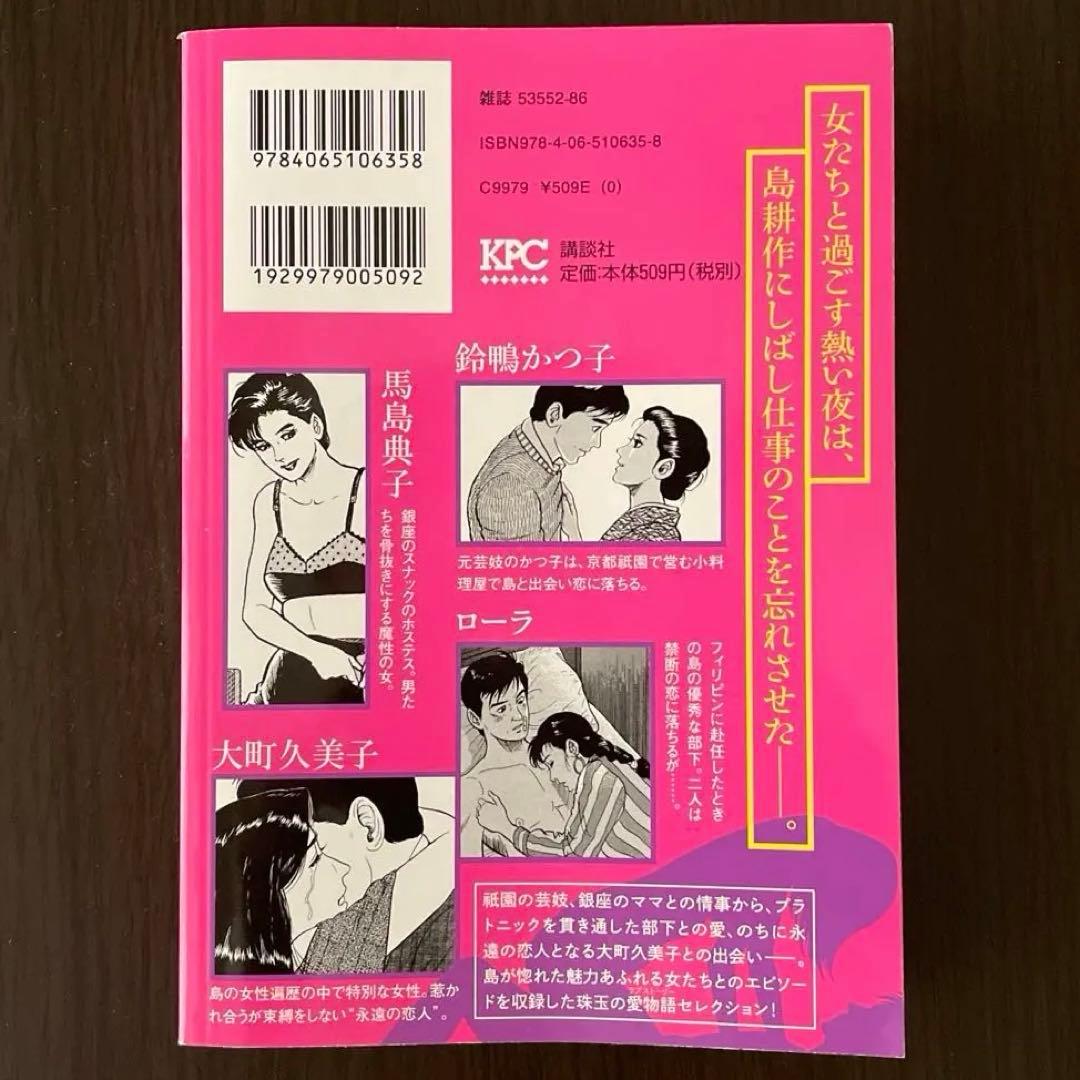 9784065106358
1929979005092
雑誌 53552-86
ISBN978-4-06-510635-8
C9979 ¥509E (0)
KPC
講談社
定価:本体509円(税別)
女たちと過ごす熱い夜は、
島耕作にしばし仕事のことを忘れさせた――。
鈴鴨かつ子
元芸妓のかつ子は、京都祇園で営む小料
理屋で島と出会い恋に落ちる。
馬島典子
銀座のスナックのホステス。男た
ちを骨抜きにする魔性の女。
ローラ
フィリピンに赴任したとき
の島の優秀な部下。二人は
禁断の恋に落ちるが……。
大町久美子
島の女性遍歴の中で特別な女性。惹か
れ合うが束縛をしない“永遠の恋人”。
祇園の芸妓、銀座のママとの情事から、プラ
トニックを貫き通した部下との愛、のちに永
遠の恋人となる大町久美子との出会い――。
島が惚れた魅力あふれる女たちとのエピソー
ラブストーリー
ドを収録した珠玉の愛物語セレクション!